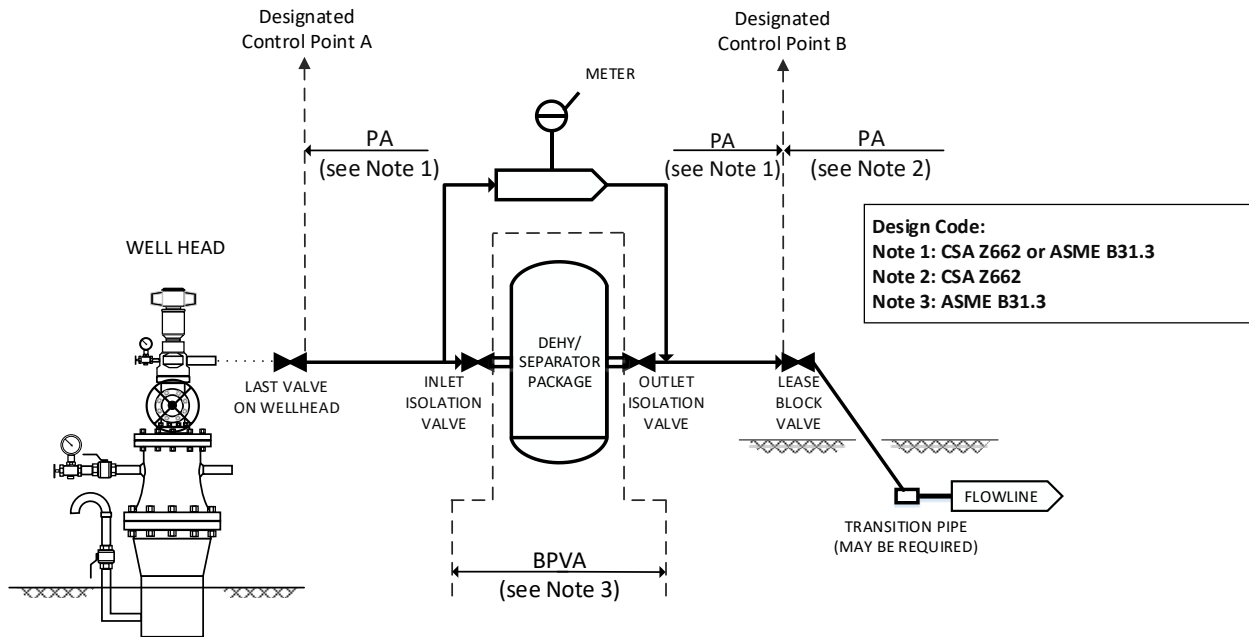 Designated
Control Point A
Designated
Control Point B
METER
PA
(see Note 1)
PA
(see Note 1)
PA
(see Note 2)
Design Code:
Note 1: CSA Z662 or ASME B31.3
Note 2: CSA Z662
Note 3: ASME B31.3
WELL HEAD
DEHY/
SEPARATOR
PACKAGE
LAST VALVE
ON WELLHEAD
INLET
ISOLATION
VALVE
OUTLET
ISOLATION
VALVE
LEASE
BLOCK
VALVE
FLOWLINE
TRANSITION PIPE
(MAY BE REQUIRED)
BPVA
(see Note 3)